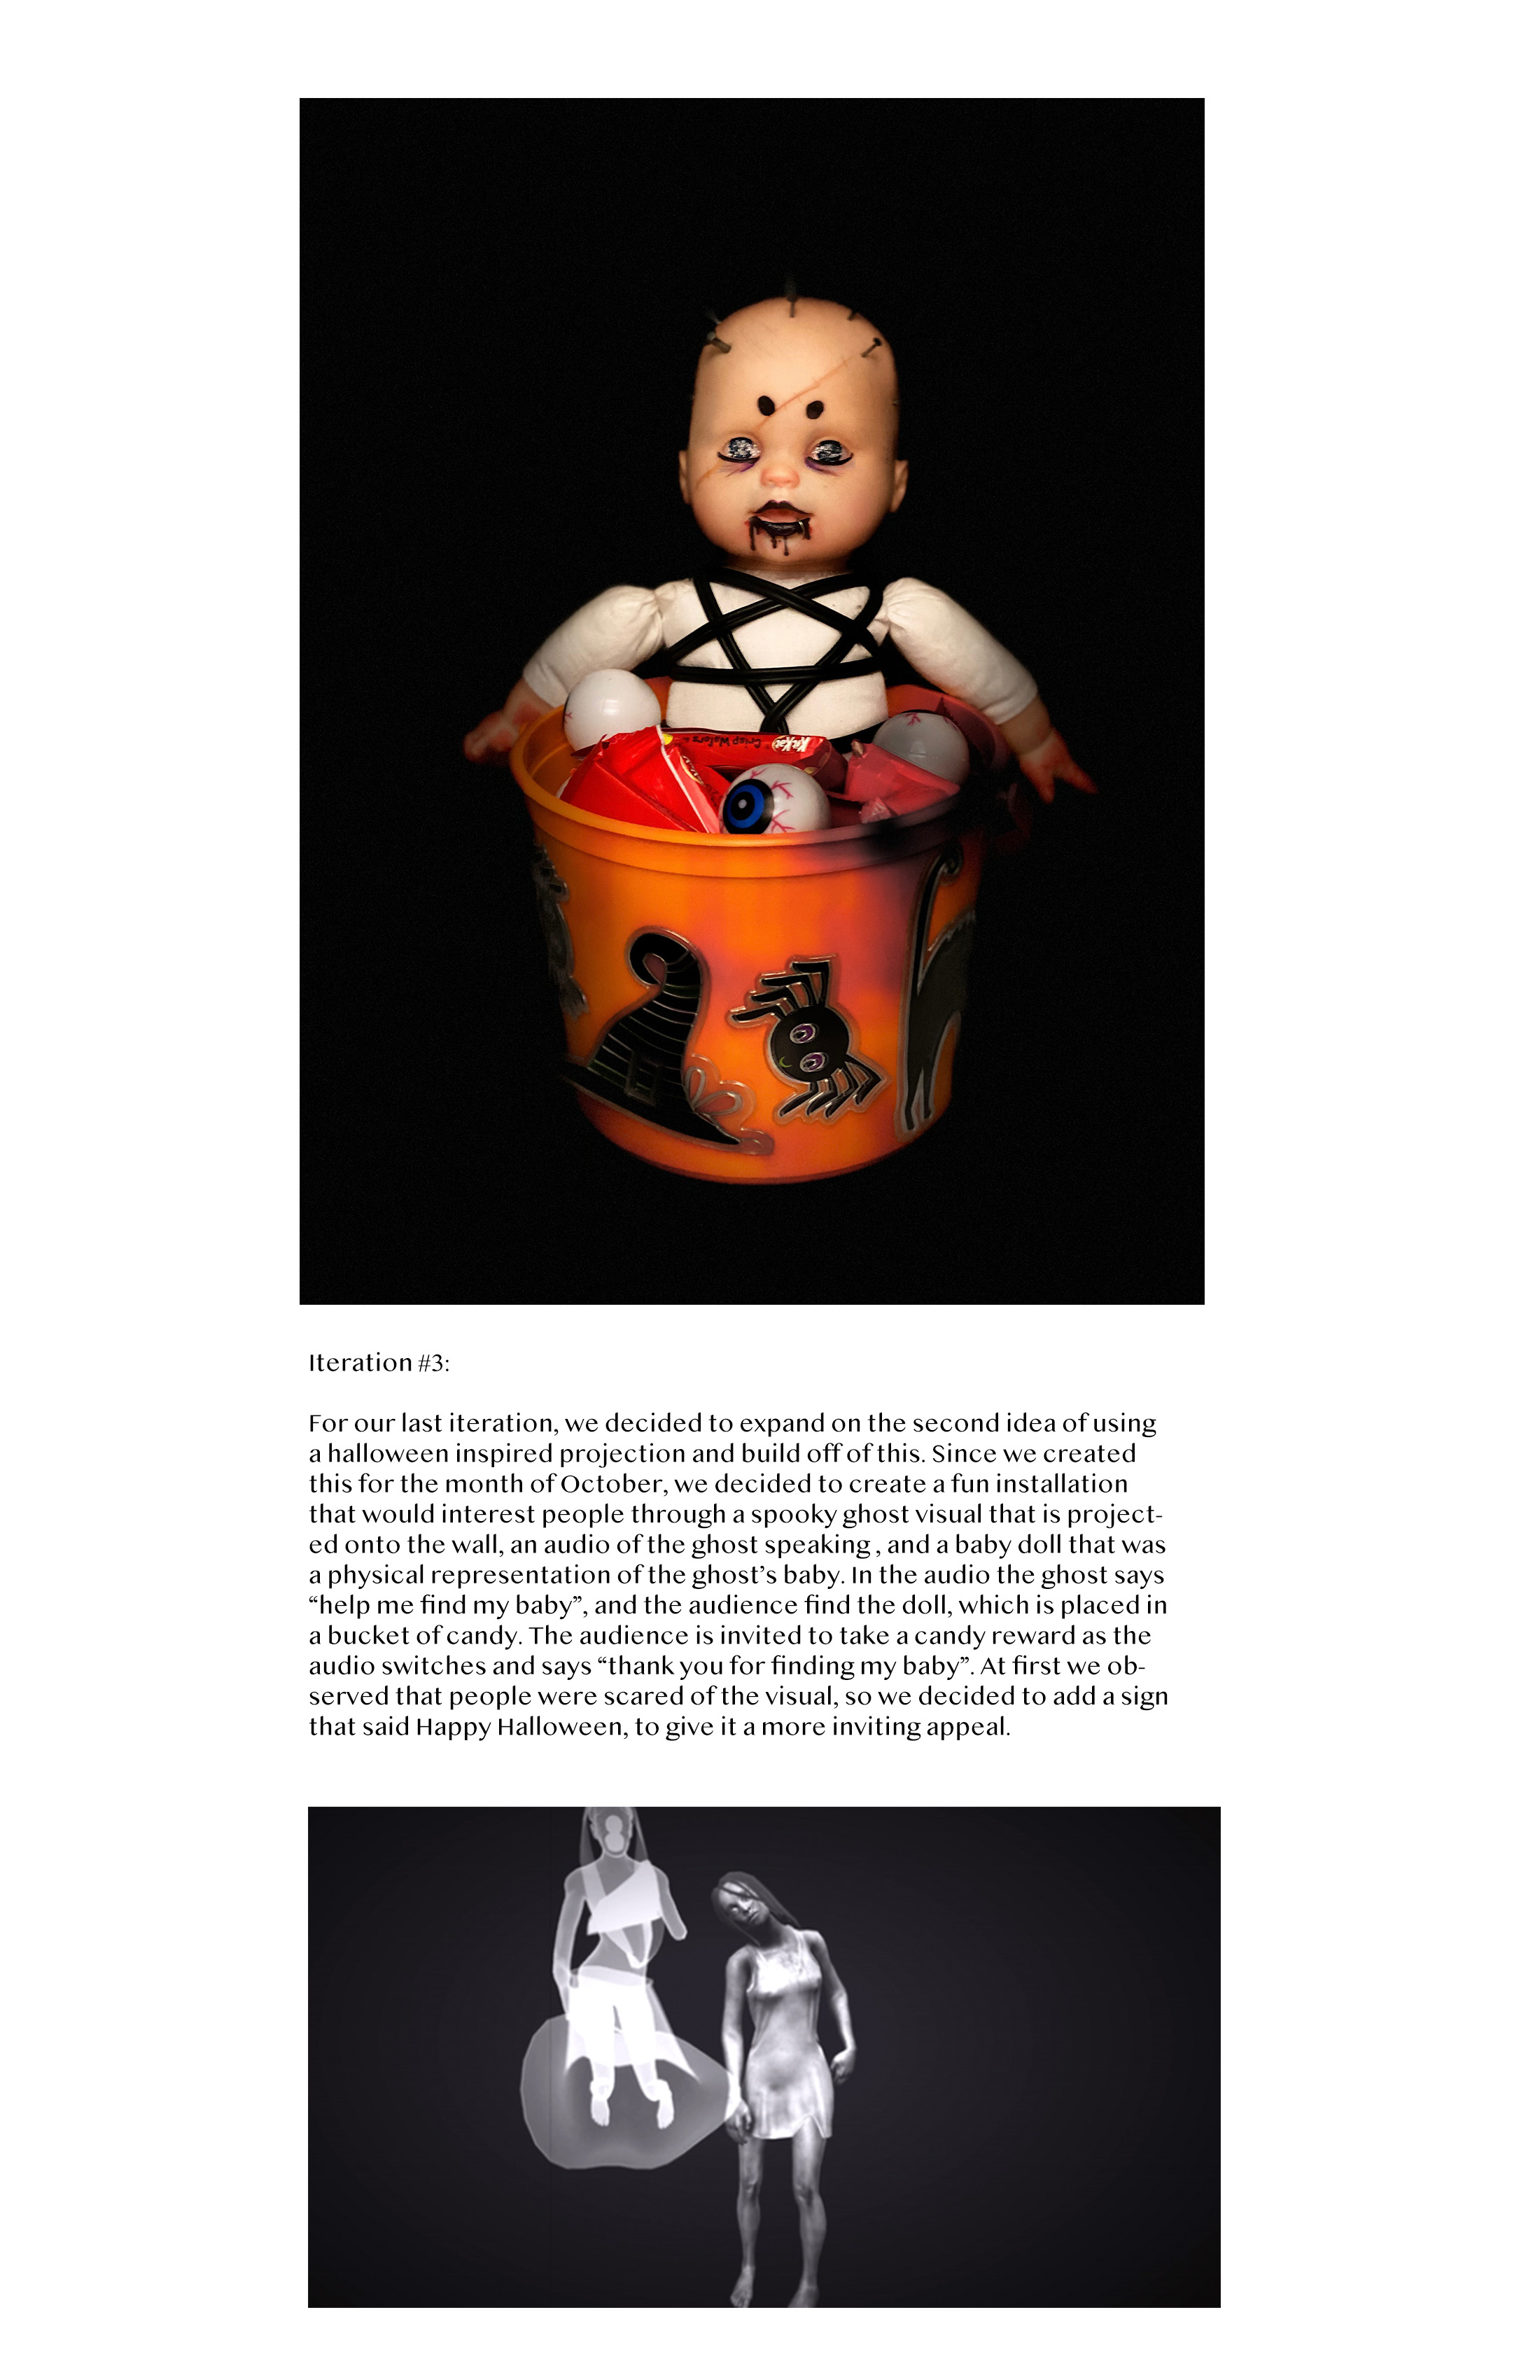 Crisp Wafers
KitKat
Iteration #3:
For our last iteration, we decided to expand on the second idea of using
a halloween inspired projection and build off of this. Since we created
this for the month of October, we decided to create a fun installation
that would interest people through a spooky ghost visual that is project-
ed onto the wall, an audio of the ghost speaking , and a baby doll that was
a physical representation of the ghost’s baby. In the audio the ghost says
“help me find my baby”, and the audience find the doll, which is placed in
a bucket of candy. The audience is invited to take a candy reward as the
audio switches and says “thank you for finding my baby”. At first we ob-
served that people were scared of the visual, so we decided to add a sign
that said Happy Halloween, to give it a more inviting appeal.